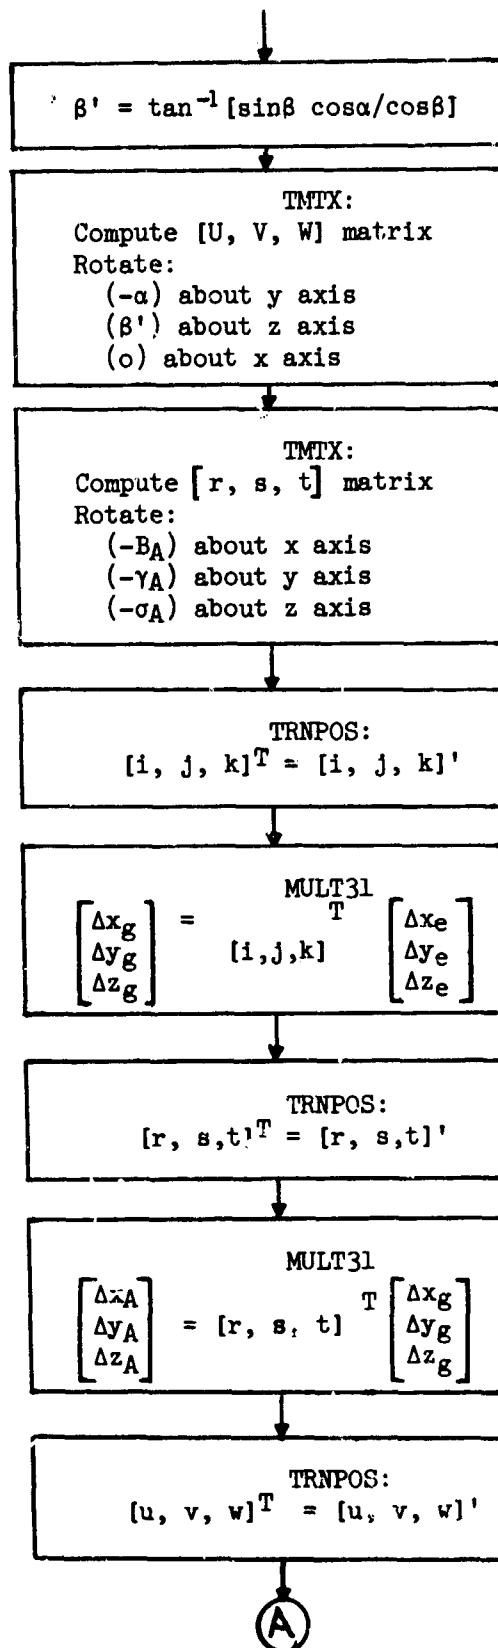 β' = tan⁻¹[sinβ cosα/cosβ]
TMTX:
Compute [U, V, W] matrix
Rotate:
(-α) about y axis
(β') about z axis
(o) about x axis
TMTX:
Compute [r, s, t] matrix
Rotate:
(-B_A) about x axis
(-γ_A) about y axis
(-σ_A) about z axis
TRNPOS:
[i, j, k]ᵀ = [i, j, k]'
MULT31
[Δx_g Δy_g Δz_g] = [i,j,k]ᵀ [Δx_e Δy_e Δz_e]
TRNPOS:
[r, s,t]ᵀ = [r, s,t]'
MULT31
[Δx_A Δy_A Δz_A] = [r, s, t]ᵀ [Δx_g Δy_g Δz_g]
TRNPOS:
[u, v, w]ᵀ = [u, v, w]'
A